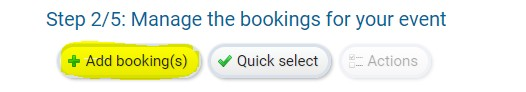 Step 2/5: Manage the bookings for your event
Add booking(s) Quick select Actions